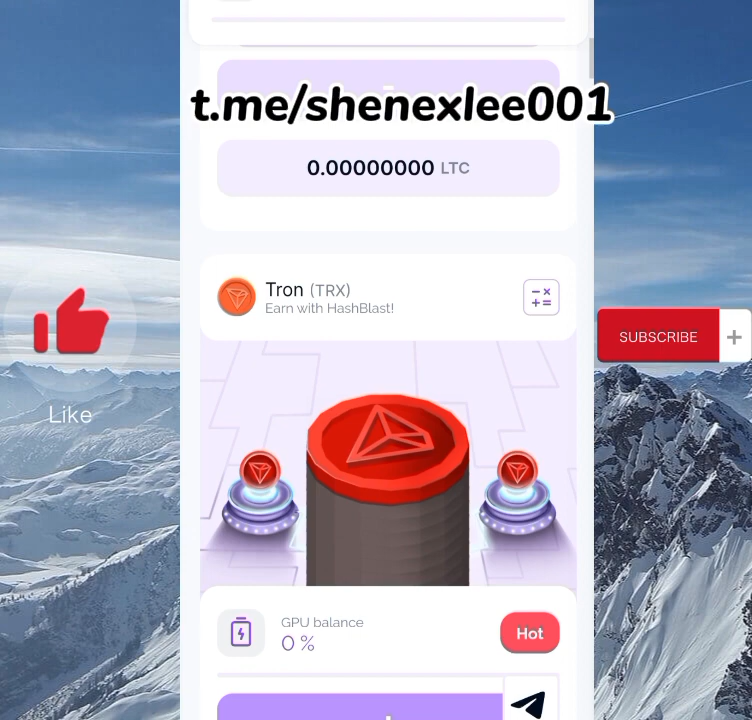 t.me/shenexlee001
0.00000000 LTC
Tron (TRX)
Earn with HashBlast!
SUBSCRIBE
Like
GPU balance
0 %
Hot